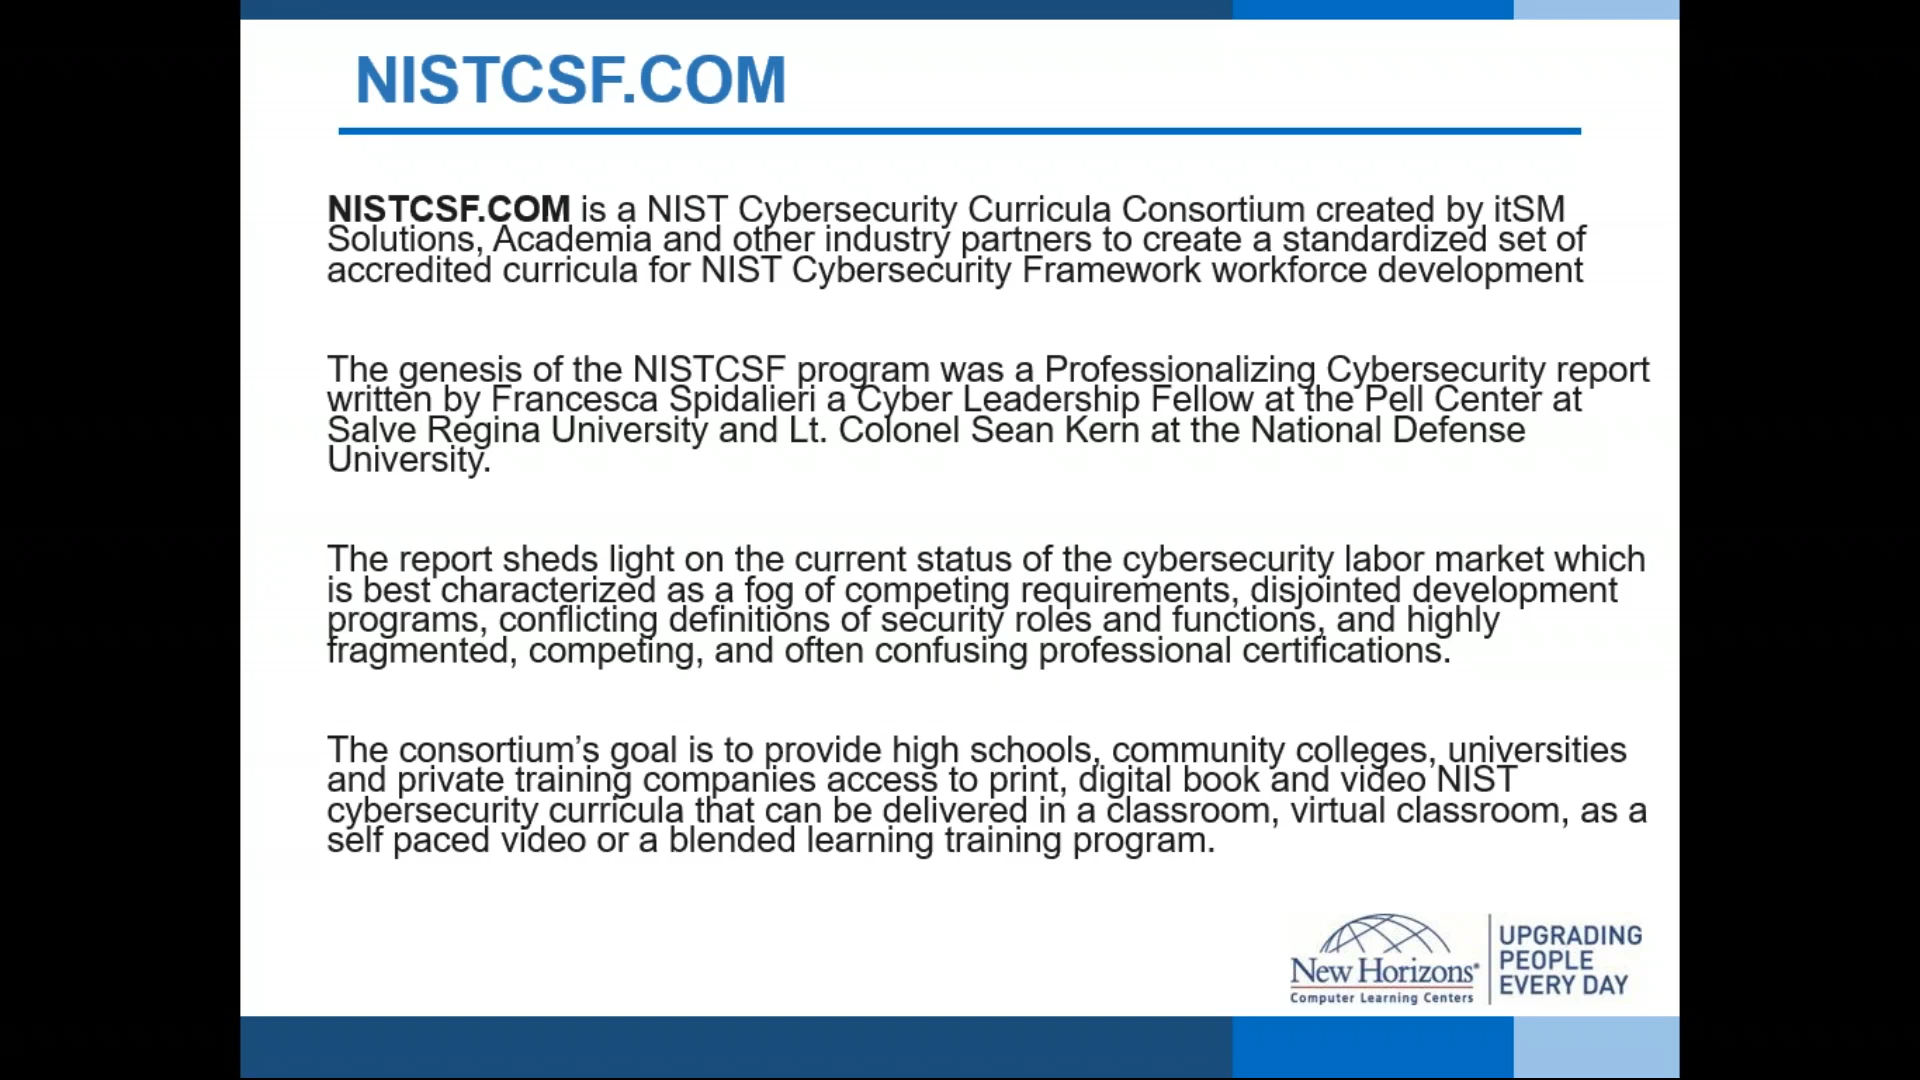 NISTCSF.COM
NISTCSF.COM is a NIST Cybersecurity Curricula Consortium created by itSM
Solutions, Academia and other industry partners to create a standardized set of
accredited curricula for NIST Cybersecurity Framework workforce development
The genesis of the NISTCSF program was a Professionalizing Cybersecurity report
written by Francesca Spidalieri a Cyber Leadership Fellow at the Pell Center at
Salve Regina University and Lt. Colonel Sean Kern at the National Defense
University.
The report sheds light on the current status of the cybersecurity labor market which
is best characterized as a fog of competing requirements, disjointed development
programs, conflicting definitions of security roles and functions, and highly
fragmented, competing, and often confusing professional certifications.
The consortium’s goal is to provide high schools, community colleges, universities
and private training companies access to print, digital book and video NIST
cybersecurity curricula that can be delivered in a classroom, virtual classroom, as a
self paced video or a blended learning training program.
New Horizons®
Computer Learning Centers
UPGRADING
PEOPLE
EVERY DAY